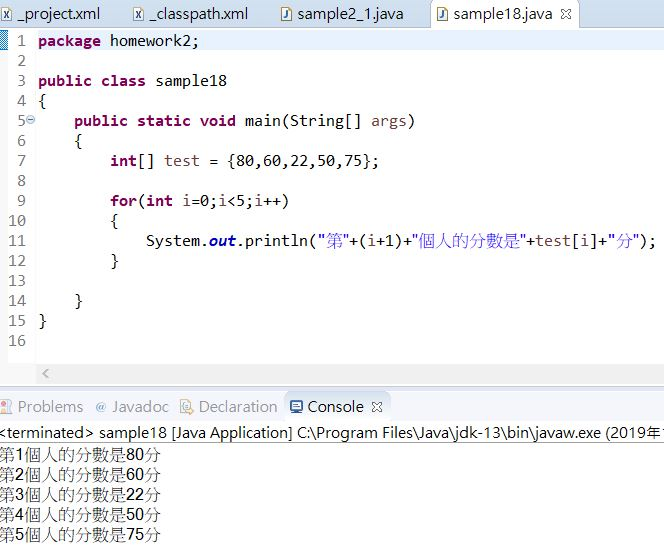 _project.xml _classpath.xml sample2_1.java sample18.java
1 package homework2;
2
3 public class sample18
4 {
5 public static void main(String[] args)
6 {
7 int[] test = {80,60,22,50,75};
8
9 for(int i=0;i<5;i++)
10 {
11 System.out.println("第"+(i+1)+"個人的分數是"+test[i]+"分");
12 }
13
14 }
15 }
16
Problems @ Javadoc Declaration Console
<terminated> sample18 [Java Application] C:\Program Files\Java\jdk-13\bin\javaw.exe (2019年
第1個人的分數是80分
第2個人的分數是60分
第3個人的分數是22分
第4個人的分數是50分
第5個人的分數是75分